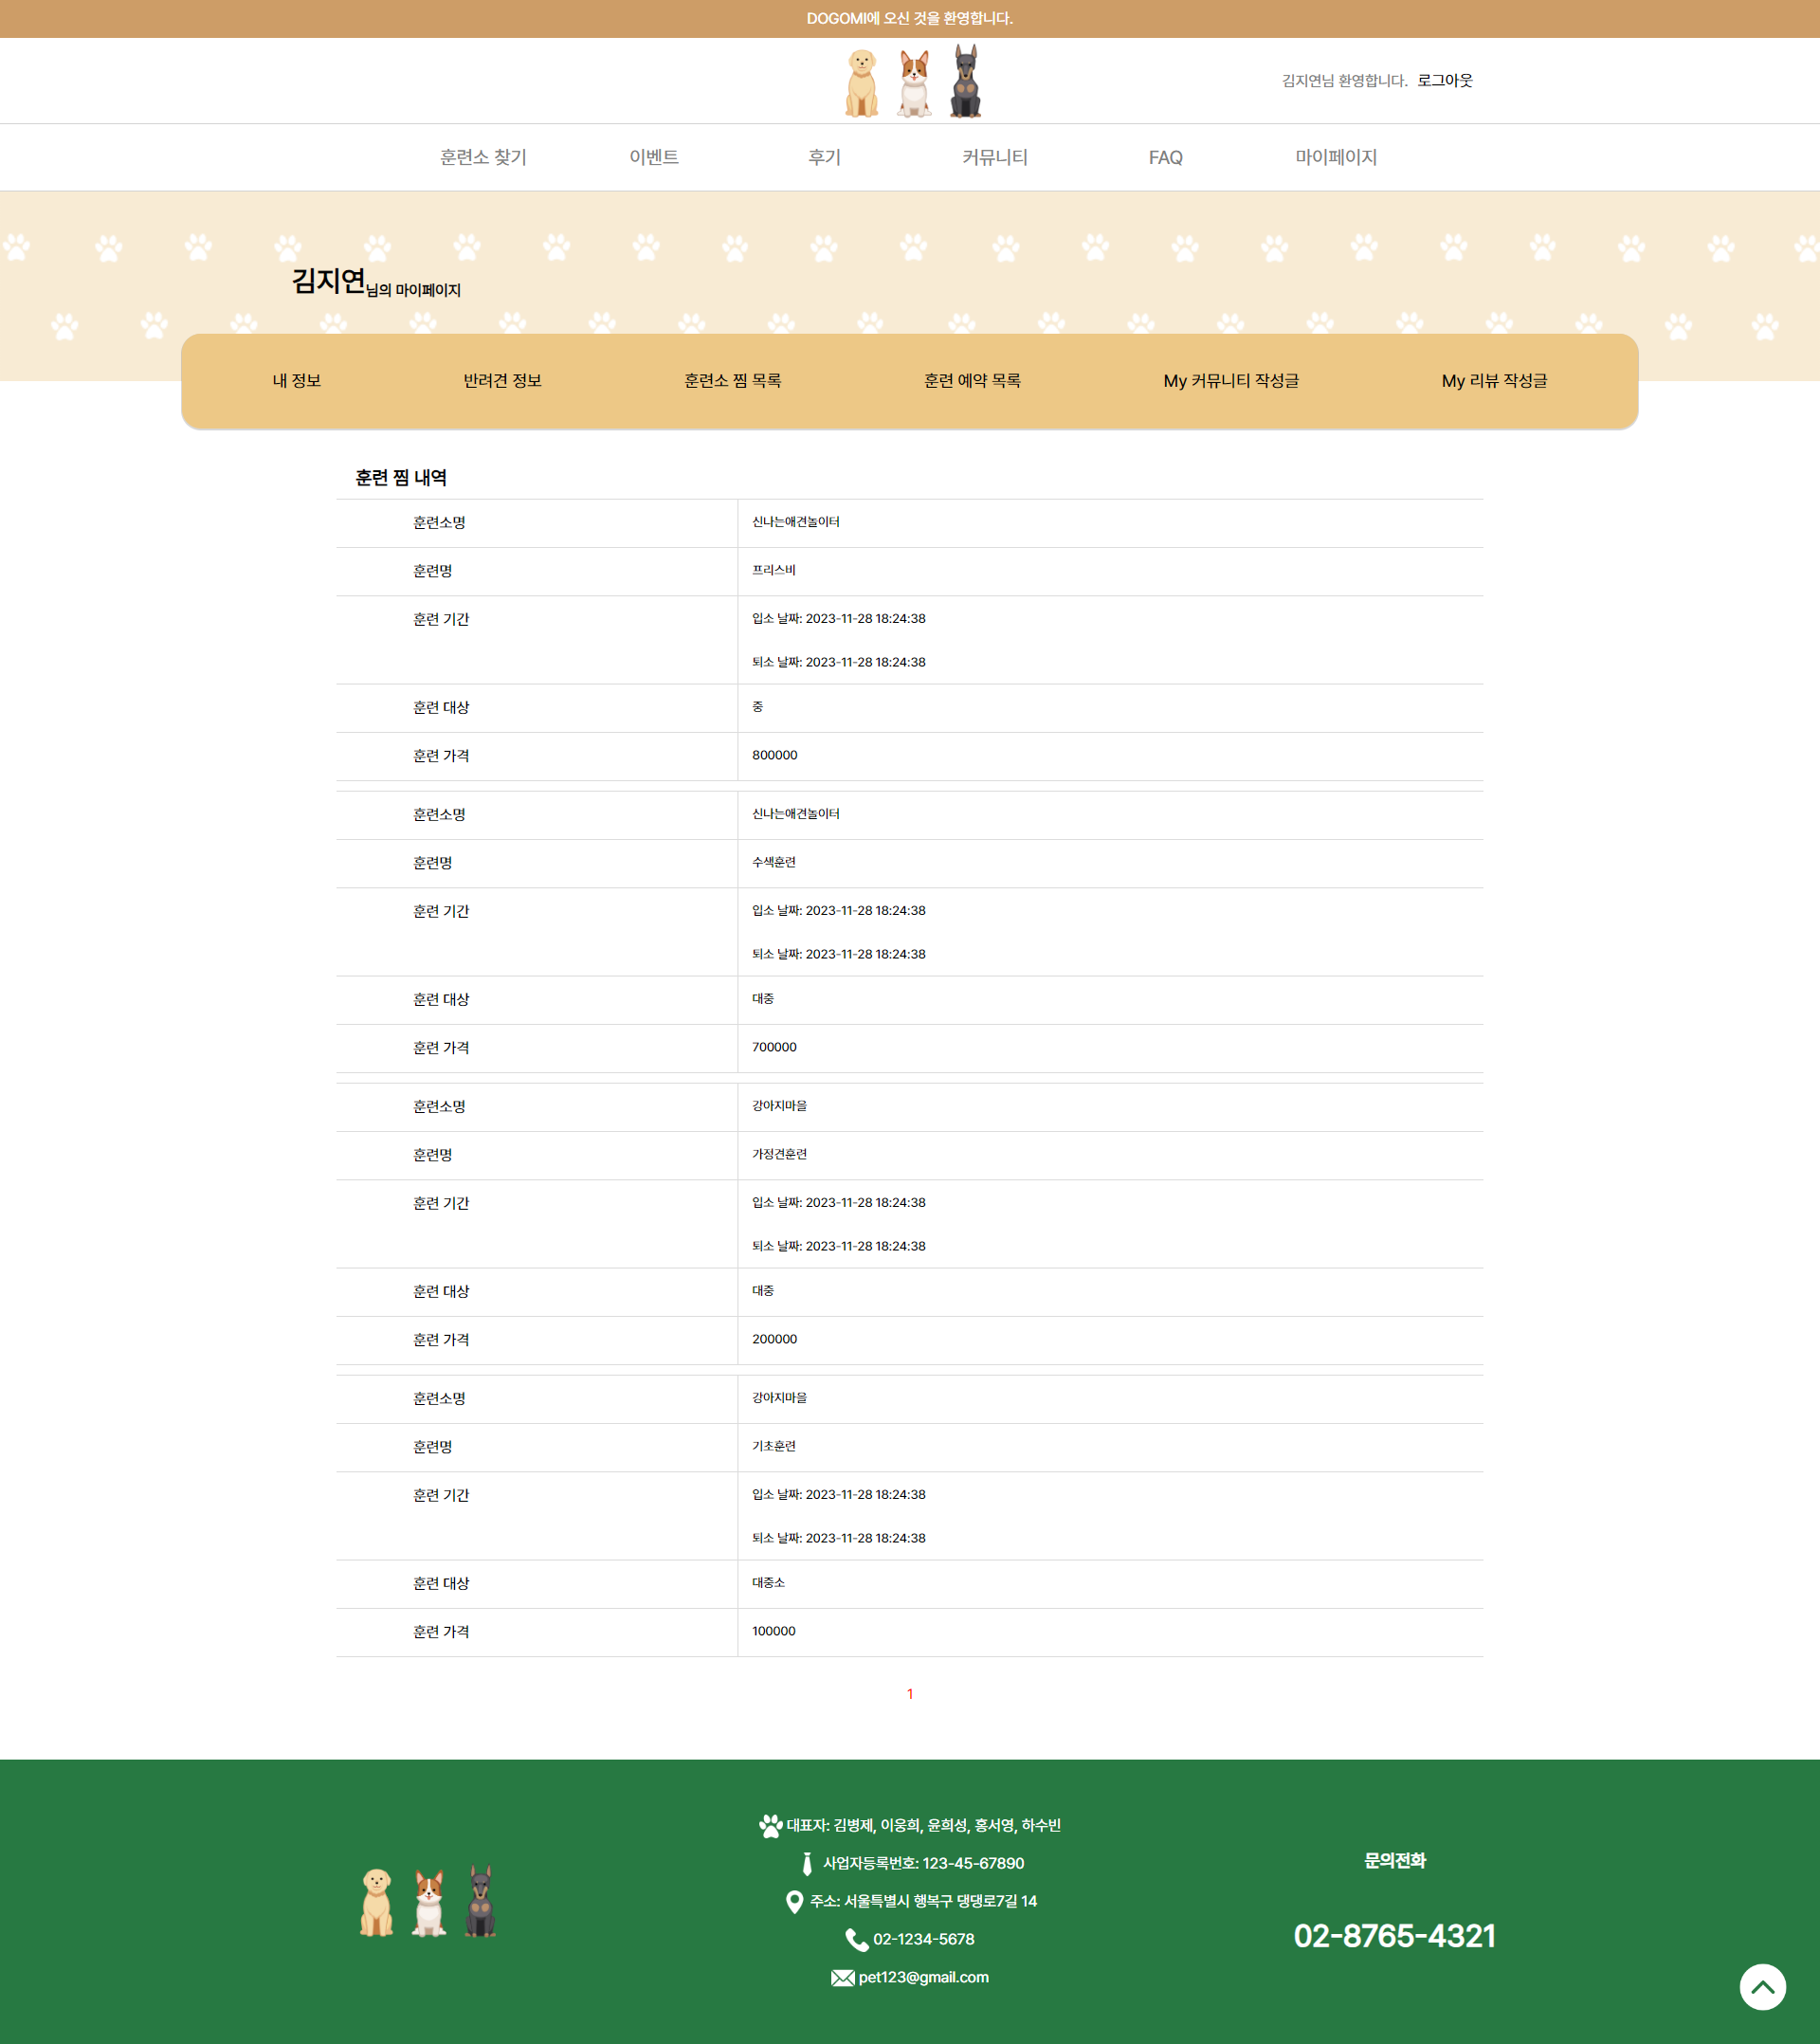 DOGOMI에 오신 것을 환영합니다.
김지연님 환영합니다. 로그아웃
훈련소 찾기 이벤트 후기 커뮤니티 FAQ 마이페이지
김지연님의 마이페이지
내 정보 반려견 정보 훈련소 찜 목록 훈련 예약 목록 My 커뮤니티 작성글 My 리뷰 작성글
훈련 찜 내역
훈련소명 신나는애견놀이터
훈련명 프리스비
훈련 기간 입소 날짜: 2023-11-28 18:24:38
퇴소 날짜: 2023-11-28 18:24:38
훈련 대상 중
훈련 가격 800000
훈련소명 신나는애견놀이터
훈련명 수색훈련
훈련 기간 입소 날짜: 2023-11-28 18:24:38
퇴소 날짜: 2023-11-28 18:24:38
훈련 대상 대중
훈련 가격 700000
훈련소명 강아지마을
훈련명 가정견훈련
훈련 기간 입소 날짜: 2023-11-28 18:24:38
퇴소 날짜: 2023-11-28 18:24:38
훈련 대상 대중
훈련 가격 200000
훈련소명 강아지마을
훈련명 기초훈련
훈련 기간 입소 날짜: 2023-11-28 18:24:38
퇴소 날짜: 2023-11-28 18:24:38
훈련 대상 대중소
훈련 가격 100000
1
대표자: 김병제, 이웅희, 윤희성, 홍서영, 하수빈
사업자등록번호: 123-45-67890
주소: 서울특별시 행복구 댕댕로7길 14
02-1234-5678
pet123@gmail.com
문의전화
02-8765-4321